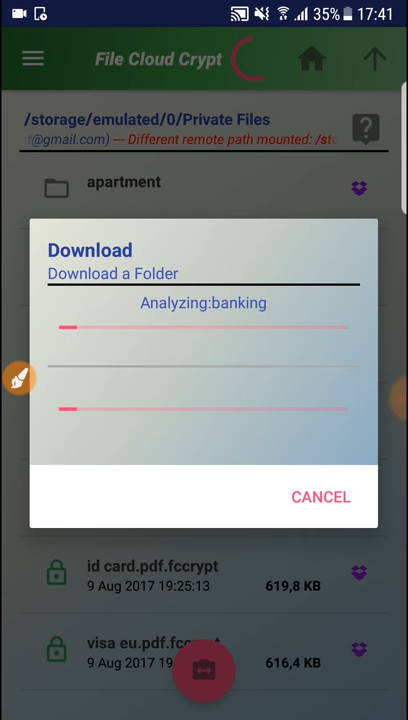 35% 17:41
File Cloud Crypt
/storage/emulated/0/Private Files
@gmail.com) --- Different remote path mounted: /st
apartment
Download
Download a Folder
Analyzing:banking
CANCEL
id card.pdf.fccrypt
9 Aug 2017 19:25:13 619,8 KB
visa eu.pdf.fccrypt
9 Aug 2017 19 616,4 KB